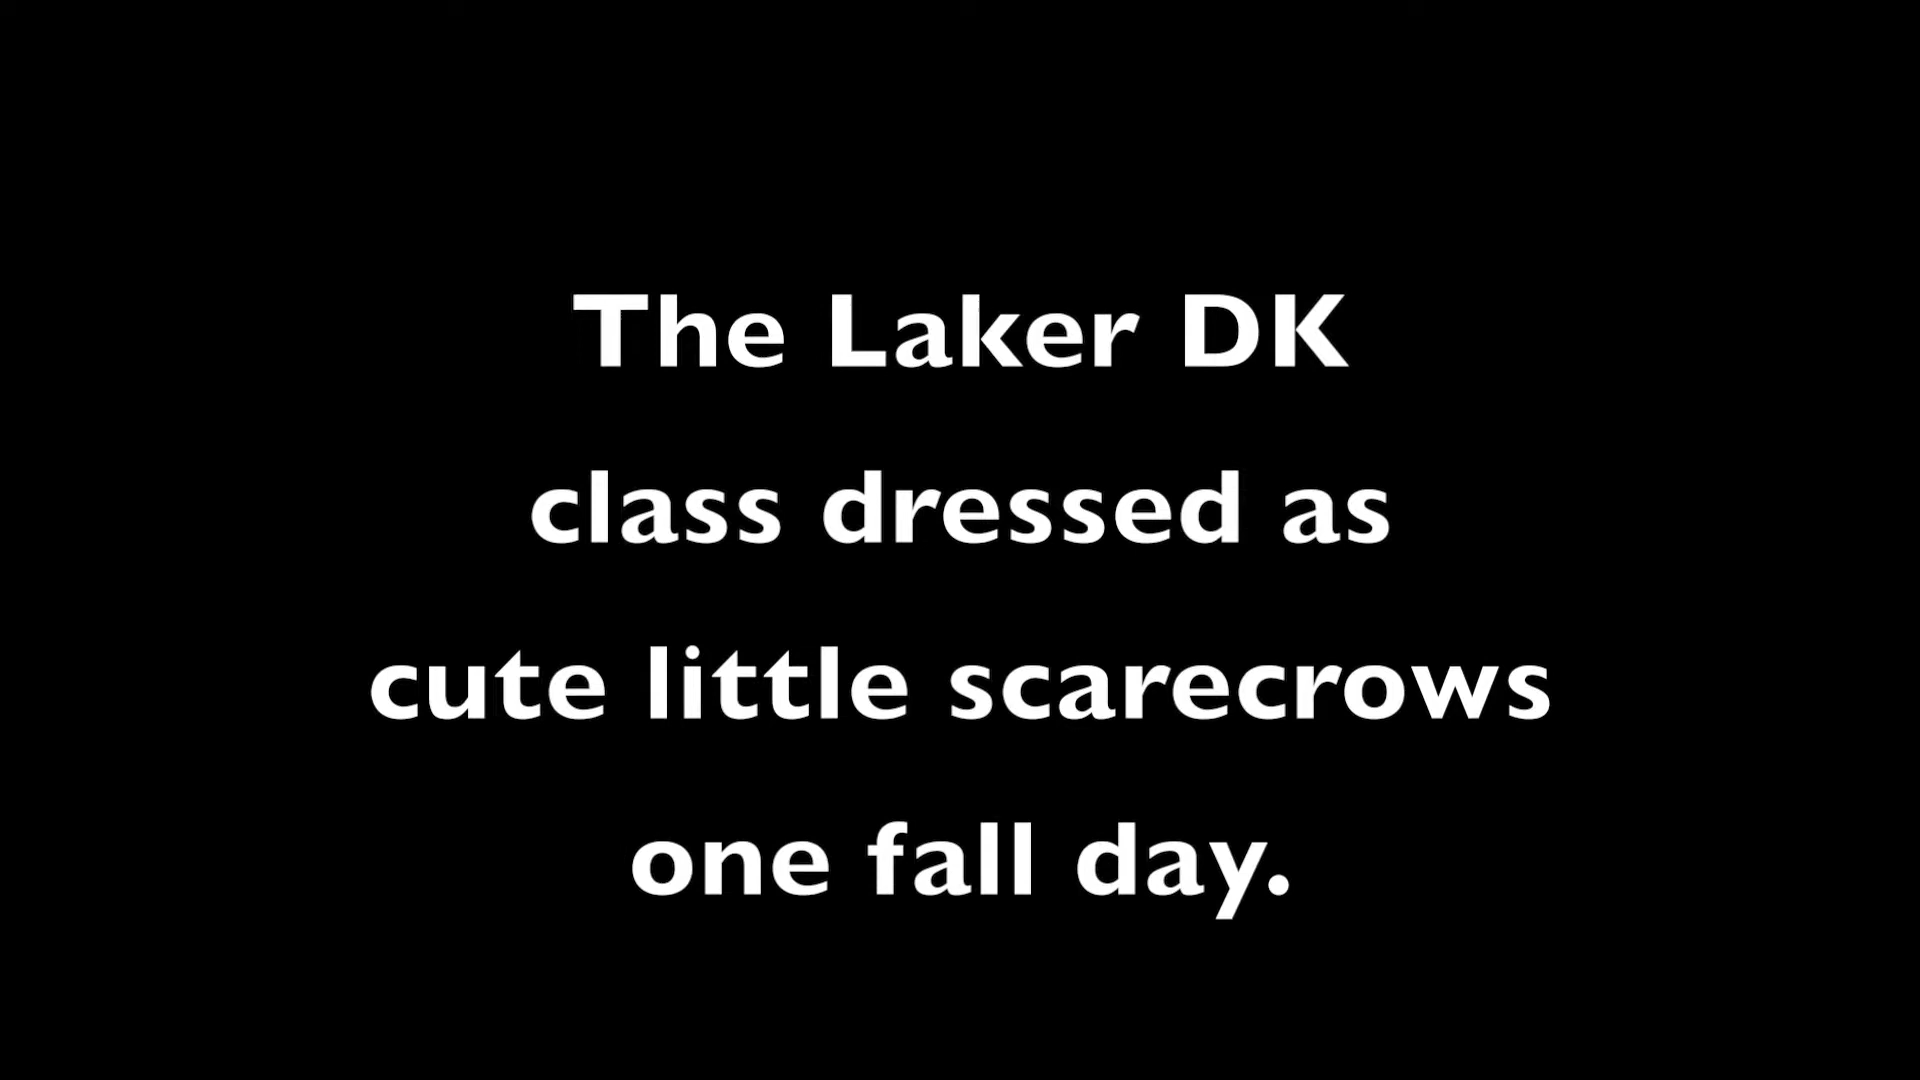 The Laker DK
class dressed as
cute little scarecrows
one fall day.